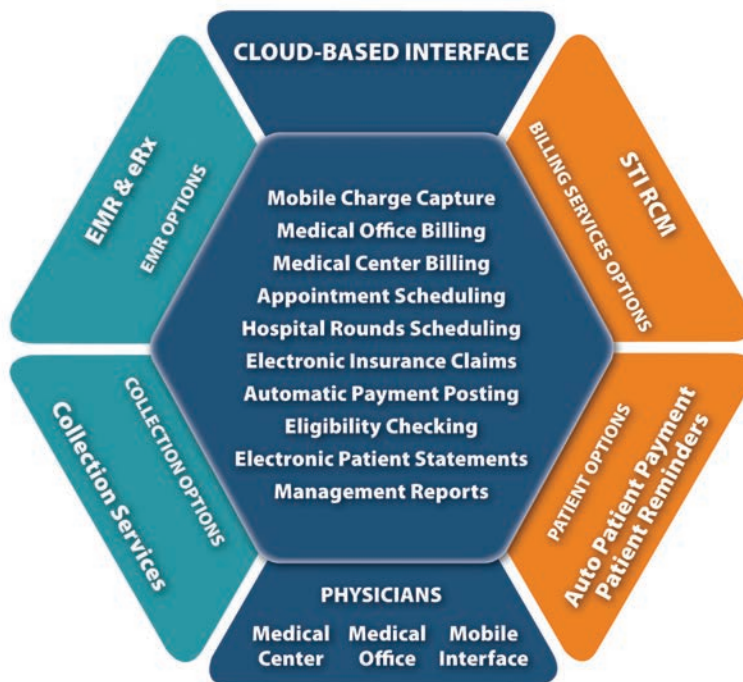 CLOUD-BASED INTERFACE
EMR & eRx
EMR OPTIONS
STI RCM
BILLING SERVICES OPTIONS
Mobile Charge Capture
Medical Office Billing
Medical Center Billing
Appointment Scheduling
Hospital Rounds Scheduling
Electronic Insurance Claims
Automatic Payment Posting
Eligibility Checking
Electronic Patient Statements
Management Reports
Collection Services
COLLECTION OPTIONS
PATIENT OPTIONS
Auto Patient Payment
Patient Reminders
PHYSICIANS
Medical Center
Medical Office
Mobile Interface